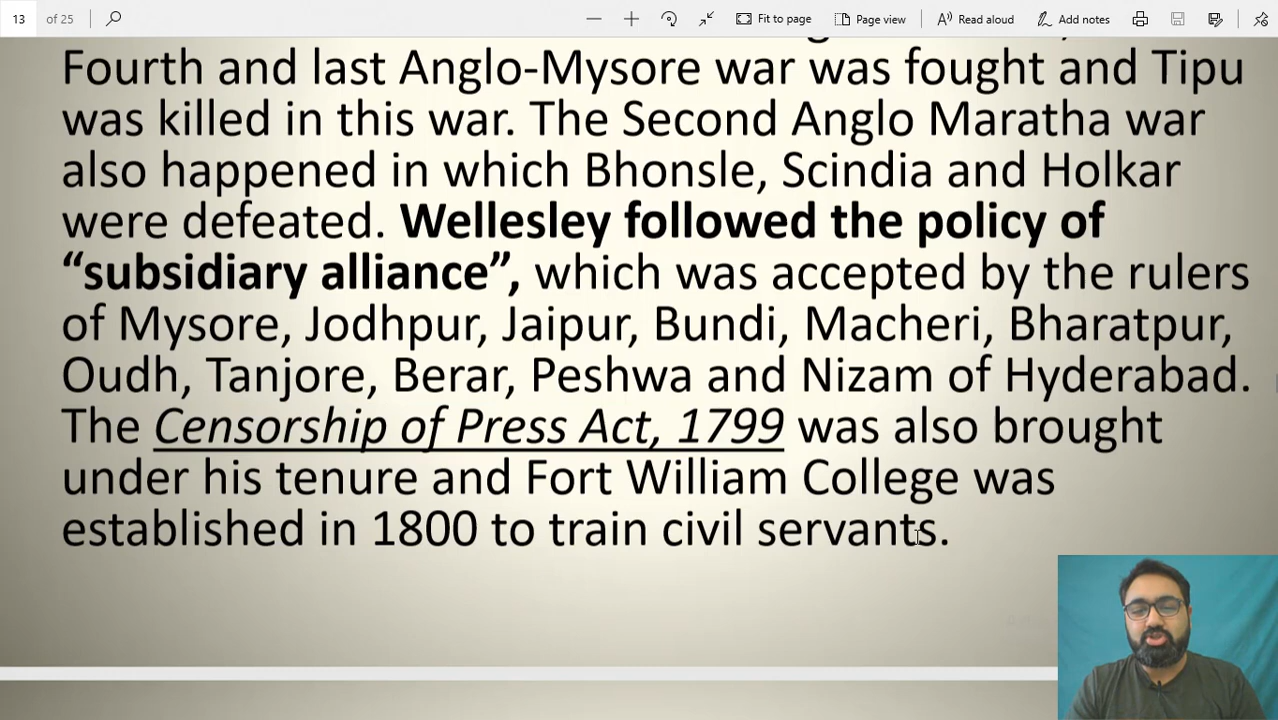 13 of 25 Fit to page Page view Read aloud Add notes
Fourth and last Anglo-Mysore war was fought and Tipu
was killed in this war. The Second Anglo Maratha war
also happened in which Bhonsle, Scindia and Holkar
were defeated. Wellesley followed the policy of
“subsidiary alliance”, which was accepted by the rulers
of Mysore, Jodhpur, Jaipur, Bundi, Macheri, Bharatpur,
Oudh, Tanjore, Berar, Peshwa and Nizam of Hyderabad.
The Censorship of Press Act, 1799 was also brought
under his tenure and Fort William College was
established in 1800 to train civil servants.